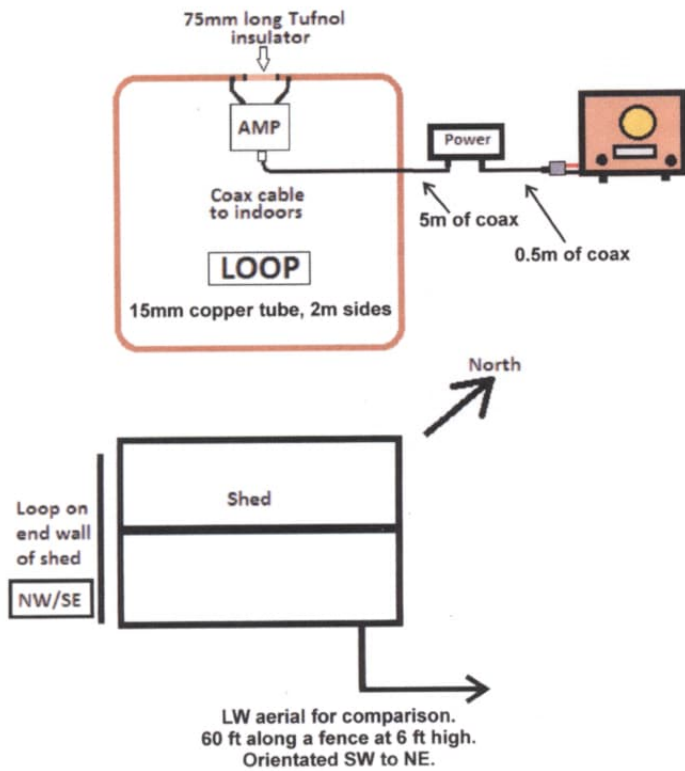 75mm long Tufnol
insulator
AMP
Power
Coax cable
to indoors
5m of coax
0.5m of coax
LOOP
15mm copper tube, 2m sides
North
Shed
Loop on
end wall
of shed
NW/SE
LW aerial for comparison.
60 ft along a fence at 6 ft high.
Orientated SW to NE.